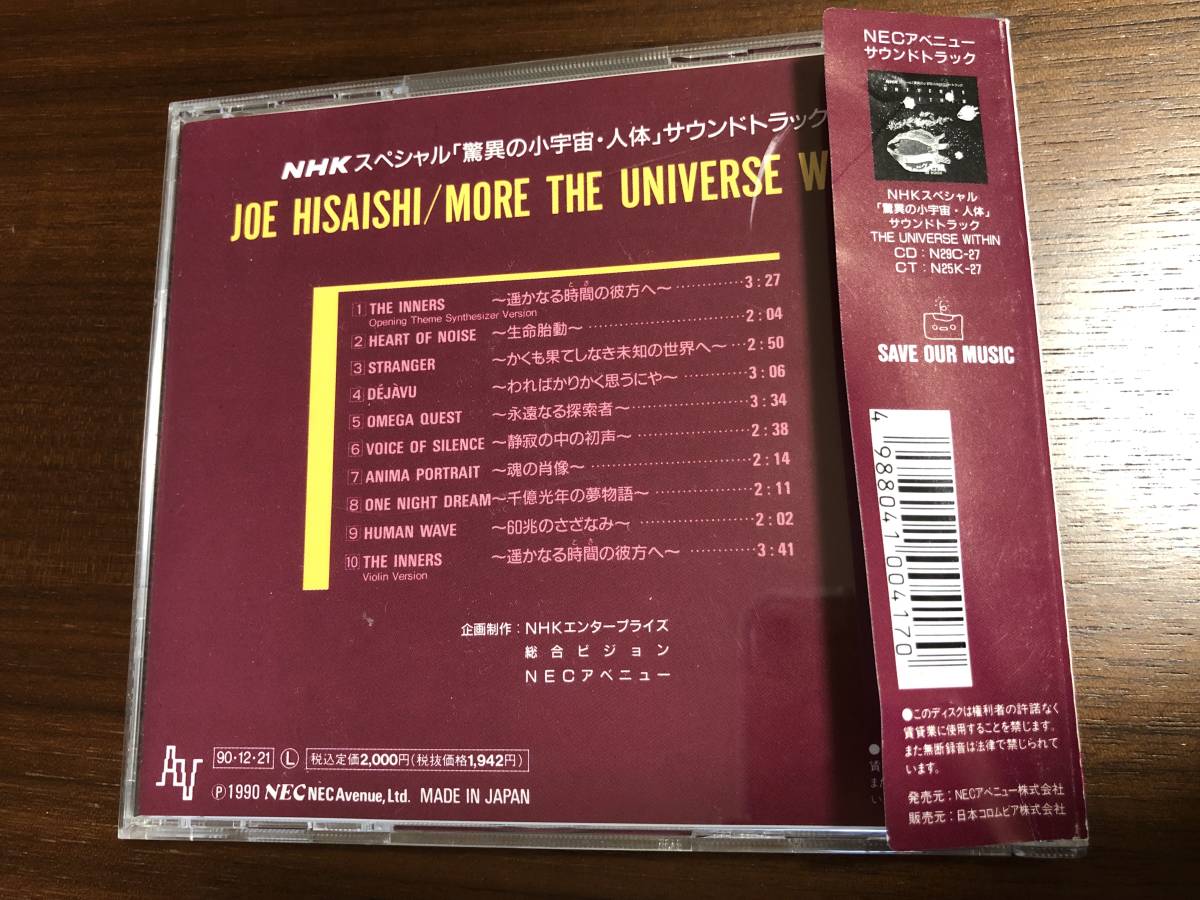 NHKスペシャル「驚異の小宇宙・人体」サウンドトラック
JOE HISAISHI/MORE THE UNIVERSE W
1 THE INNERS ～遥かなる時間の彼方へ～ 3:27
とき
Opening Theme Synthesizer Version
2 HEART OF NOISE ～生命胎動～ 2:04
3 STRANGER ～かくも果てしなき未知の世界へ～ 2:50
4 DÉJÀVU ～わればかりかく思うにや～ 3:06
5 OMEGA QUEST ～永遠なる探索者～ 3:34
6 VOICE OF SILENCE ～静寂の中の初声～ 2:38
7 ANIMA PORTRAIT ～魂の肖像～ 2:14
8 ONE NIGHT DREAM ～千億光年の夢物語～ 2:11
9 HUMAN WAVE ～60兆のさざなみ～ 2:02
10 THE INNERS ～遥かなる時間の彼方へ～ 3:41
とき
Violin Version
企画制作：NHKエンタープライズ
総合ビジョン
NECアベニュー
90・12・21 Ⓛ 税込定価2,000円(税抜価格1,942円)
Ⓟ1990 NEC NEC Avenue, Ltd. MADE IN JAPAN
NECアベニュー
サウンドトラック
NHKスペシャル
「驚異の小宇宙・人体」
サウンドトラック
THE UNIVERSE WITHIN
CD：N29C-27
CT：N25K-27
SAVE OUR MUSIC
4 988041 004170
●このディスクは権利者の許諾なく
賃貸業に使用することを禁じます。
また無断録音は法律で禁じられて
います。
発売元：NECアベニュー株式会社
販売元：日本コロムビア株式会社